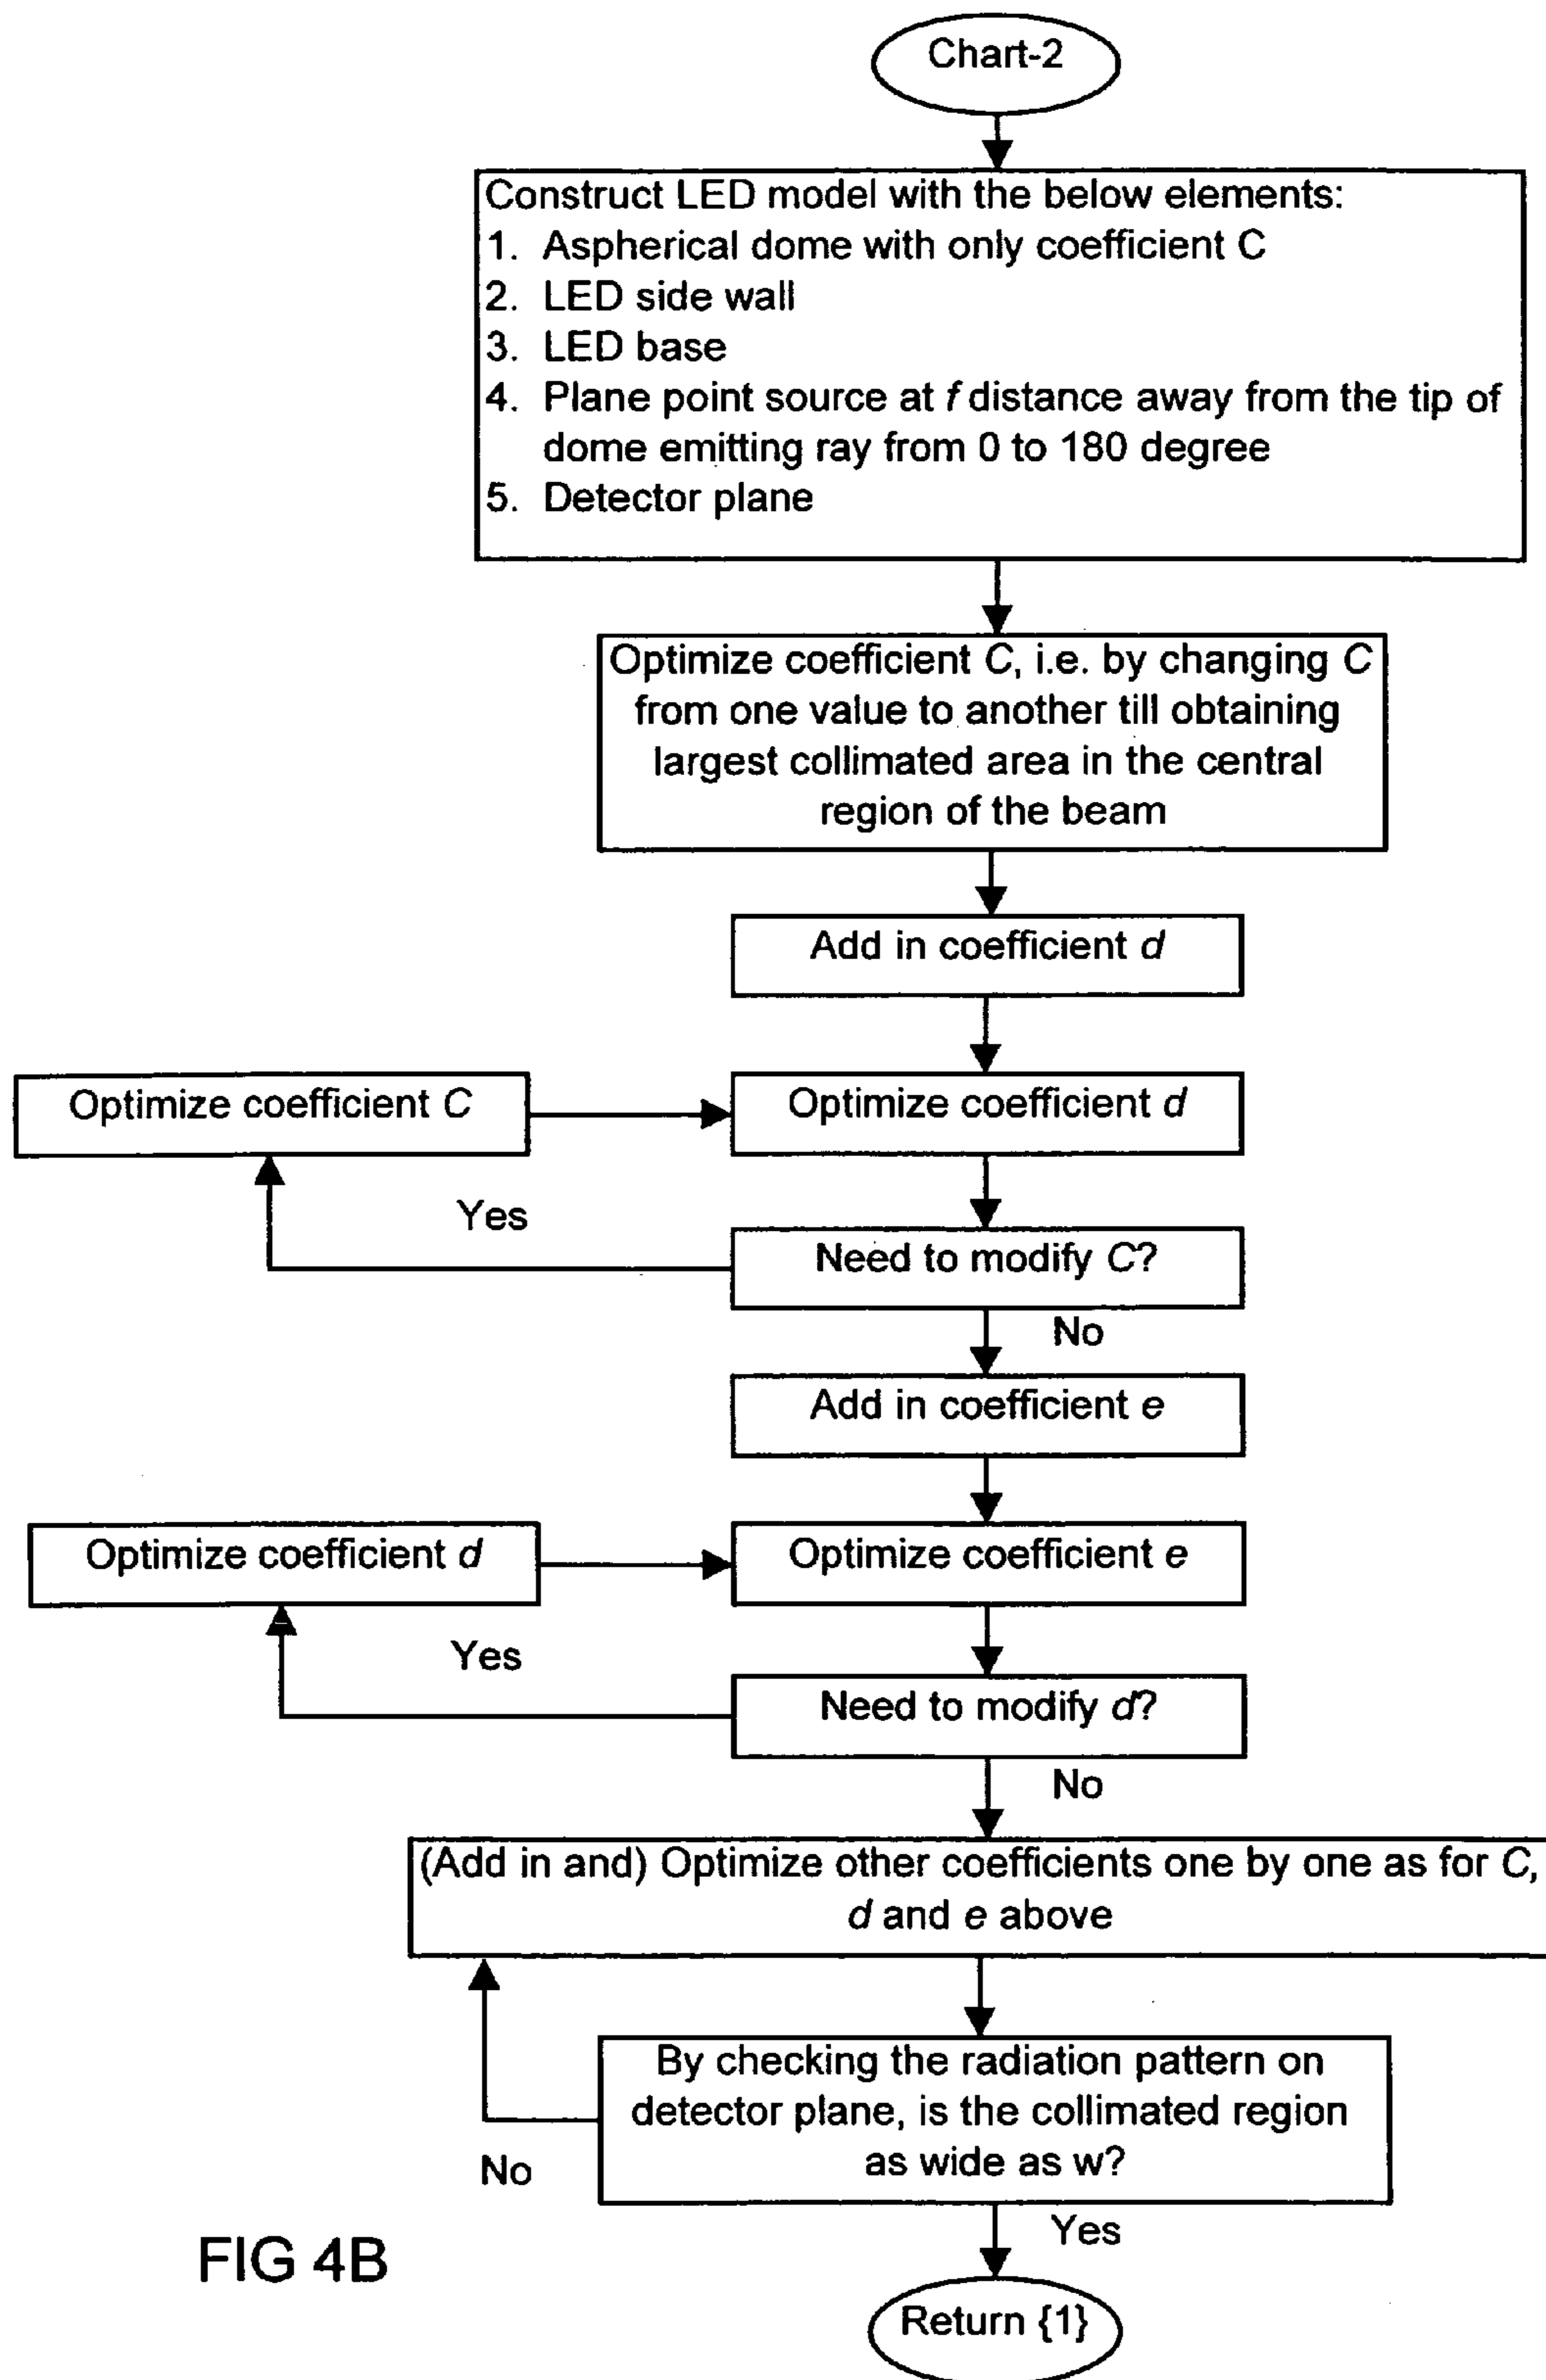 Chart-2
Construct LED model with the below elements:
1. Aspherical dome with only coefficient C
2. LED side wall
3. LED base
4. Plane point source at f distance away from the tip of
dome emitting ray from 0 to 180 degree
5. Detector plane
Optimize coefficient C, i.e. by changing C
from one value to another till obtaining
largest collimated area in the central
region of the beam
Add in coefficient d
Optimize coefficient C
Optimize coefficient d
Yes
Need to modify C?
No
Add in coefficient e
Optimize coefficient d
Optimize coefficient e
Yes
Need to modify d?
No
(Add in and) Optimize other coefficients one by one as for C,
d and e above
By checking the radiation pattern on
detector plane, is the collimated region
as wide as w?
No
Yes
FIG 4B
Return {1}